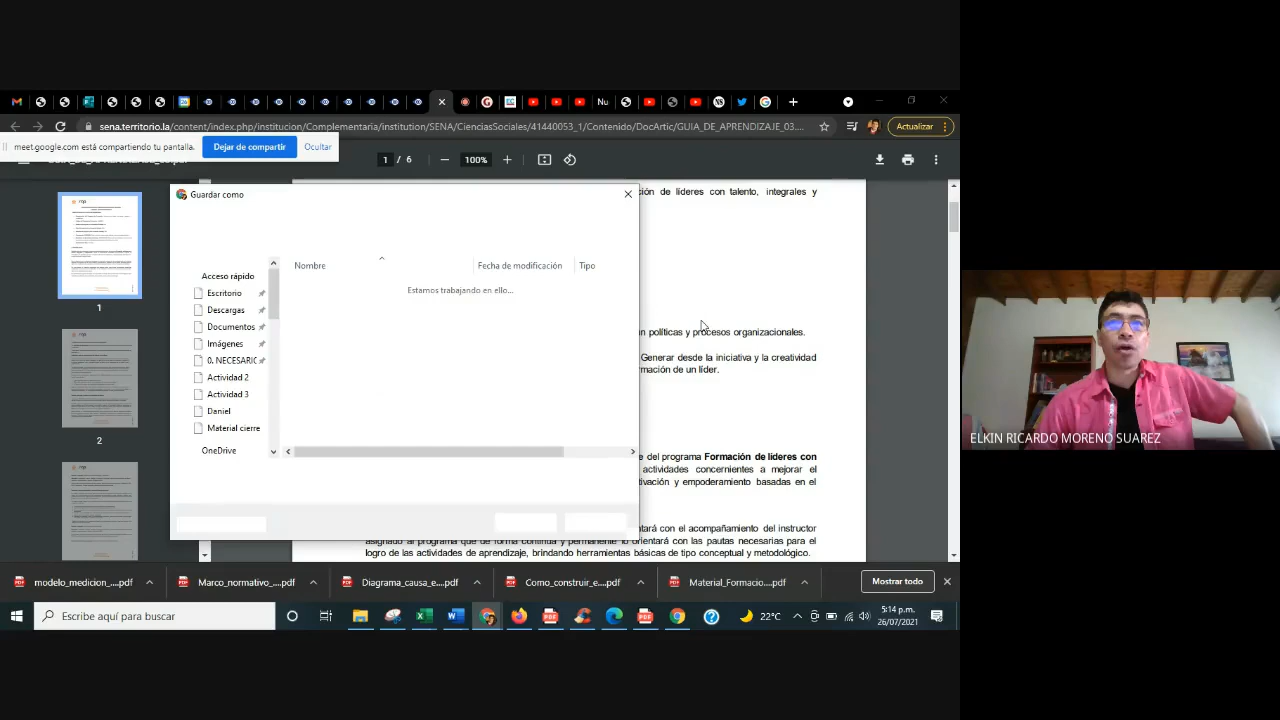 Nu
sena.territorio.la/content/index.php/institucion/Complementaria/institution/SENA/CienciasSociales/41440053_1/Contenido/DocArtic/GUIA_DE_APRENDIZAJE_03....
Actualizar
meet.google.com está compartiendo tu pantalla.
Dejar de compartir
Ocultar
1 / 6
100%
Guardar como
ción de líderes con talento, integrales y
Nombre
Fecha de modificación
Tipo
Acceso rápido
Estamos trabajando en ello...
Escritorio
Descargas
Documentos
Imágenes
0. NECESARIC
Actividad 2
Actividad 3
Daniel
Material cierre
OneDrive
n políticas y procesos organizacionales.
Generar desde la iniciativa y la creatividad
rmación de un líder.
e del programa Formación de líderes con
actividades concernientes a mejorar el
ivación y empoderamiento basadas en el
ntará con el acompañamiento del instructor
asignado al programa que de forma continua y permanente lo orientará con las pautas necesarias para el
logro de las actividades de aprendizaje, brindando herramientas básicas de tipo conceptual y metodológico.
1
2
ELKIN RICARDO MORENO SUAREZ
modelo_medicion_....pdf
Marco_normativo_....pdf
Diagrama_causa_e....pdf
Como_construir_e....pdf
Material_Formacio....pdf
Mostrar todo
Escribe aquí para buscar
22°C
5:14 p.m.
26/07/2021